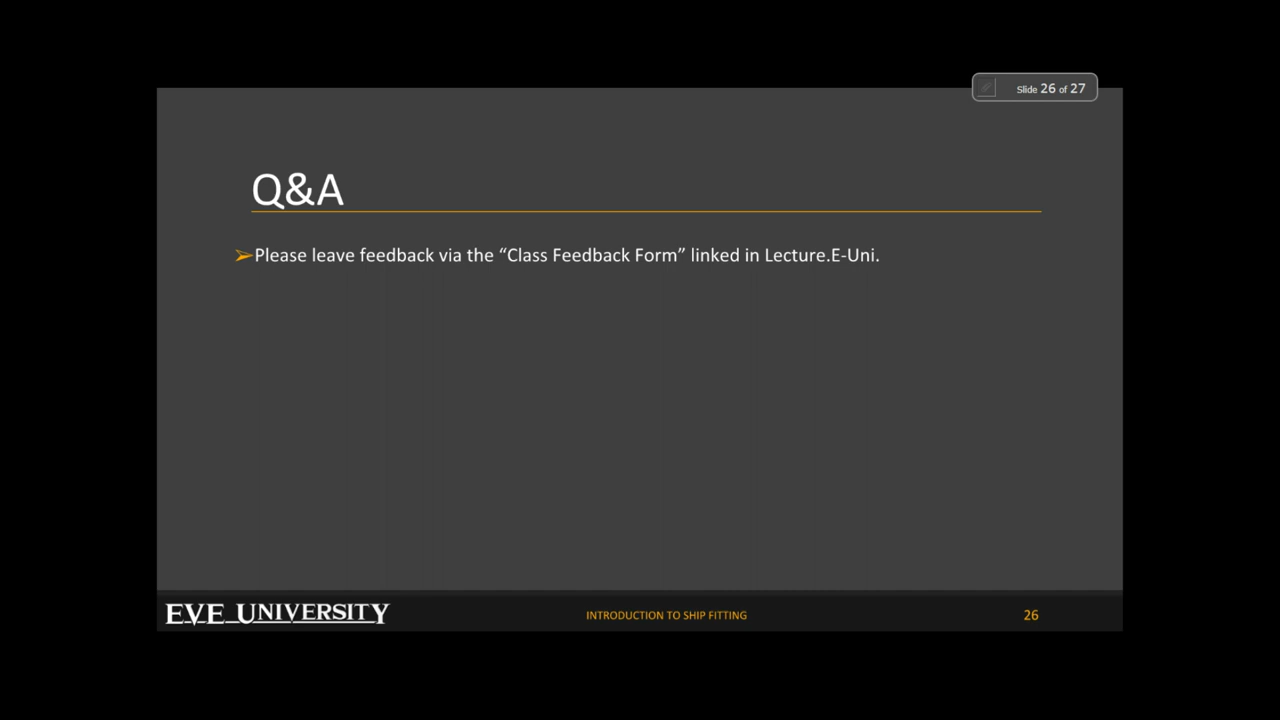 Slide 26 of 27
Q&A
➢Please leave feedback via the “Class Feedback Form” linked in Lecture.E-Uni.
EVE UNIVERSITY
INTRODUCTION TO SHIP FITTING
26